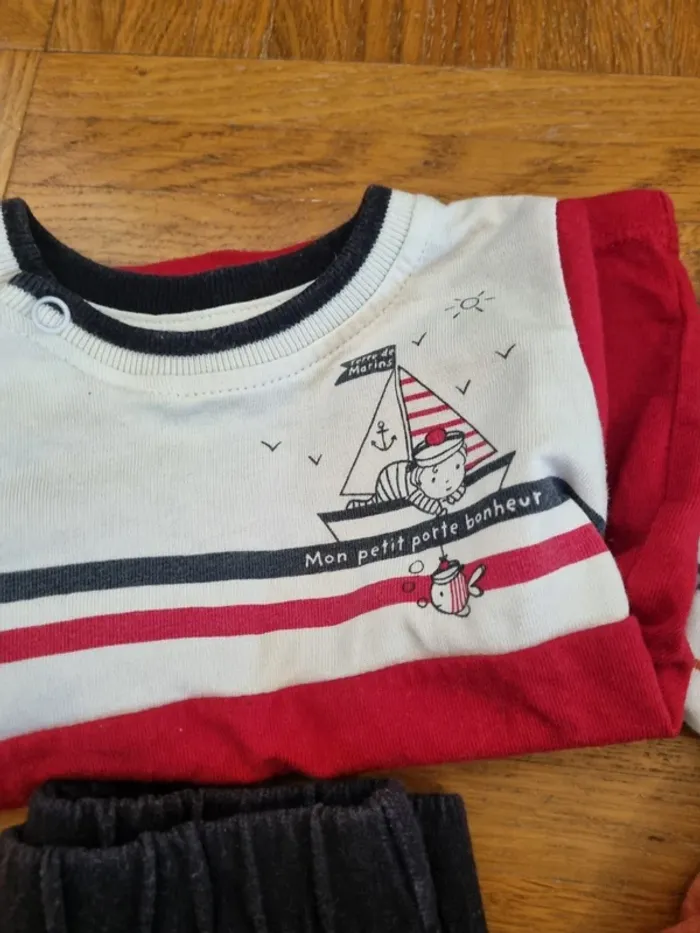 Terre de
Marins
Mon petit porte bonheur